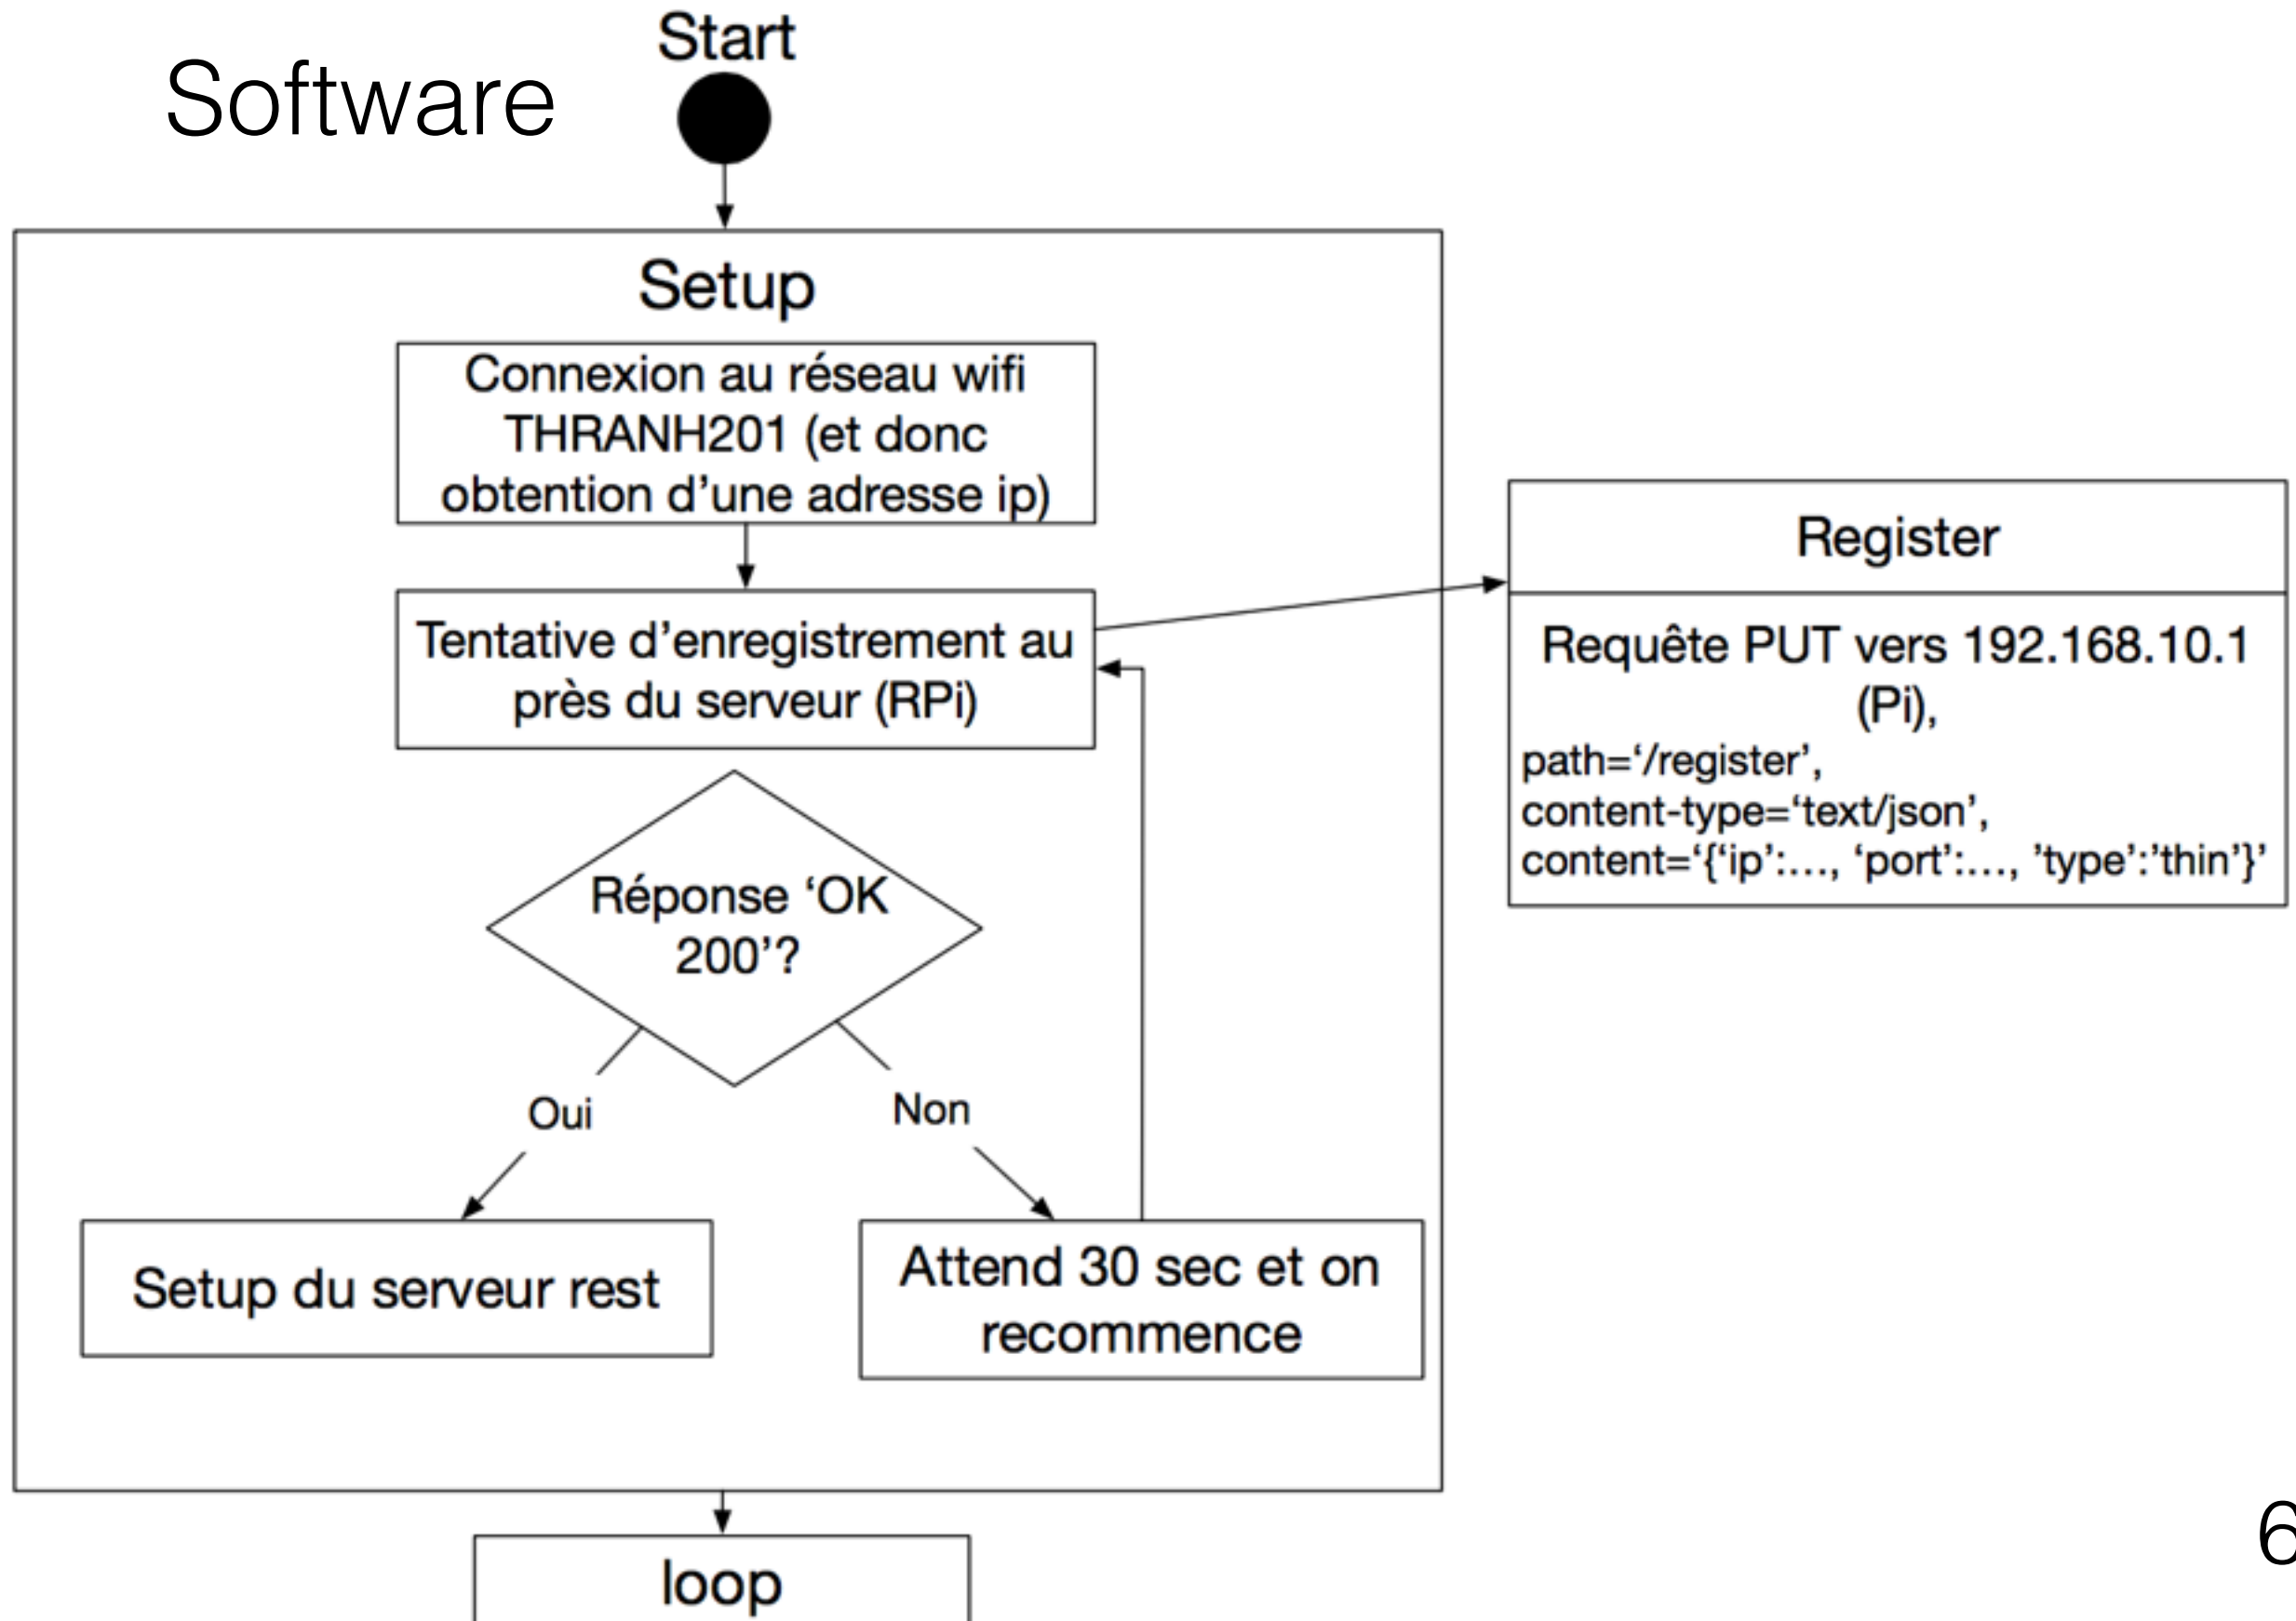 Start
Software
Setup
Connexion au réseau wifi
THRANH201 (et donc
obtention d’une adresse ip)
Tentative d’enregistrement au
près du serveur (RPi)
Register
Requête PUT vers 192.168.10.1
(Pi),
path=‘/register’,
content-type=‘text/json’,
content=‘{‘ip’:..., ‘port’:..., ’type’:’thin’}’
Réponse ‘OK
200’?
Oui
Non
Setup du serveur rest
Attend 30 sec et on
recommence
loop
6